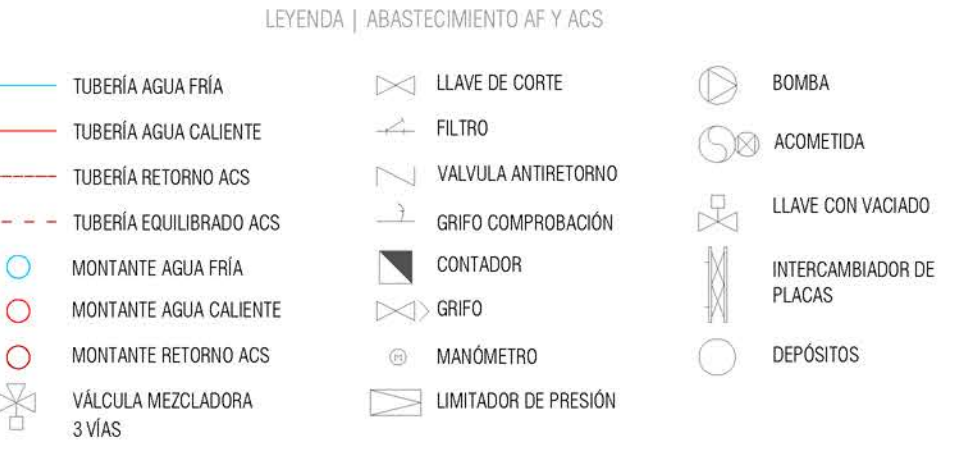 LEYENDA | ABASTECIMIENTO AF Y ACS
TUBERÍA AGUA FRÍA
TUBERÍA AGUA CALIENTE
TUBERÍA RETORNO ACS
TUBERÍA EQUILIBRADO ACS
MONTANTE AGUA FRÍA
MONTANTE AGUA CALIENTE
MONTANTE RETORNO ACS
VÁLCULA MEZCLADORA
3 VÍAS
LLAVE DE CORTE
FILTRO
VALVULA ANTIRETORNO
GRIFO COMPROBACIÓN
CONTADOR
GRIFO
M MANÓMETRO
LIMITADOR DE PRESIÓN
BOMBA
ACOMETIDA
LLAVE CON VACIADO
INTERCAMBIADOR DE
PLACAS
DEPÓSITOS